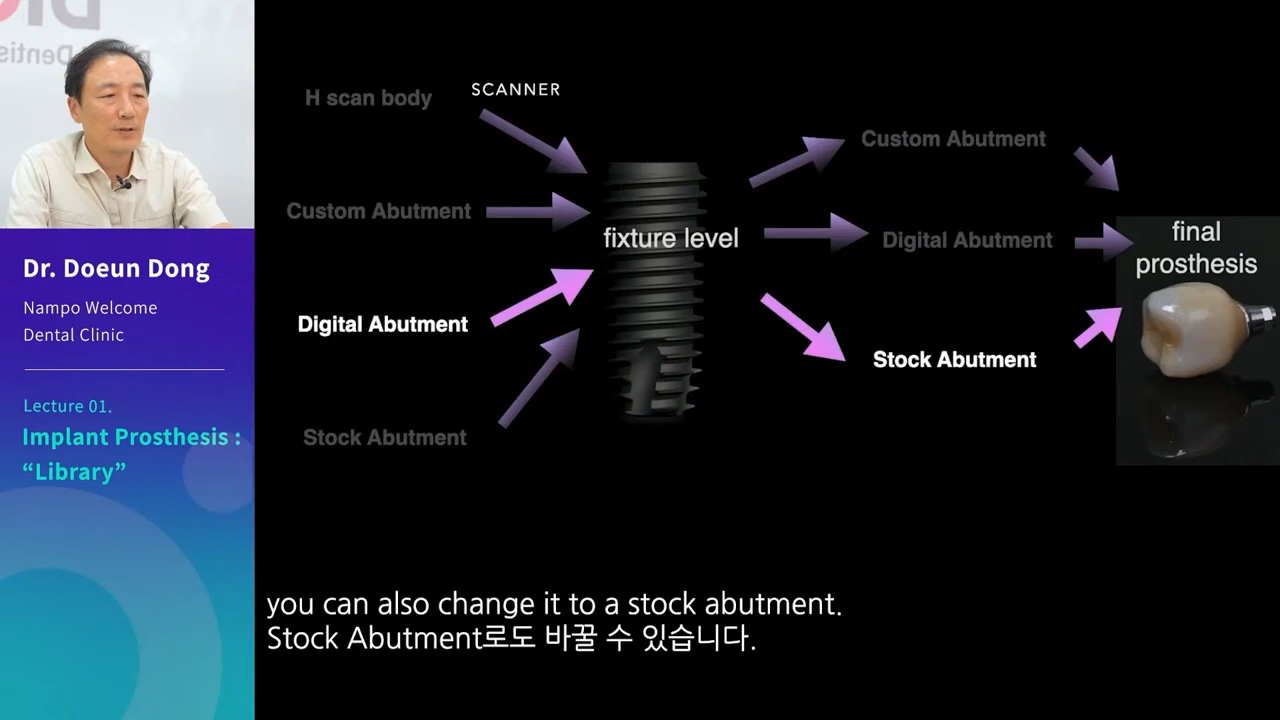 Dr. Doeun Dong
Nampo Welcome
Dental Clinic
Lecture 01.
Implant Prosthesis :
“Library”
H scan body
SCANNER
Custom Abutment
Digital Abutment
Stock Abutment
fixture level
Custom Abutment
Digital Abutment
Stock Abutment
final
prosthesis
you can also change it to a stock abutment.
Stock Abutment로도 바꿀 수 있습니다.